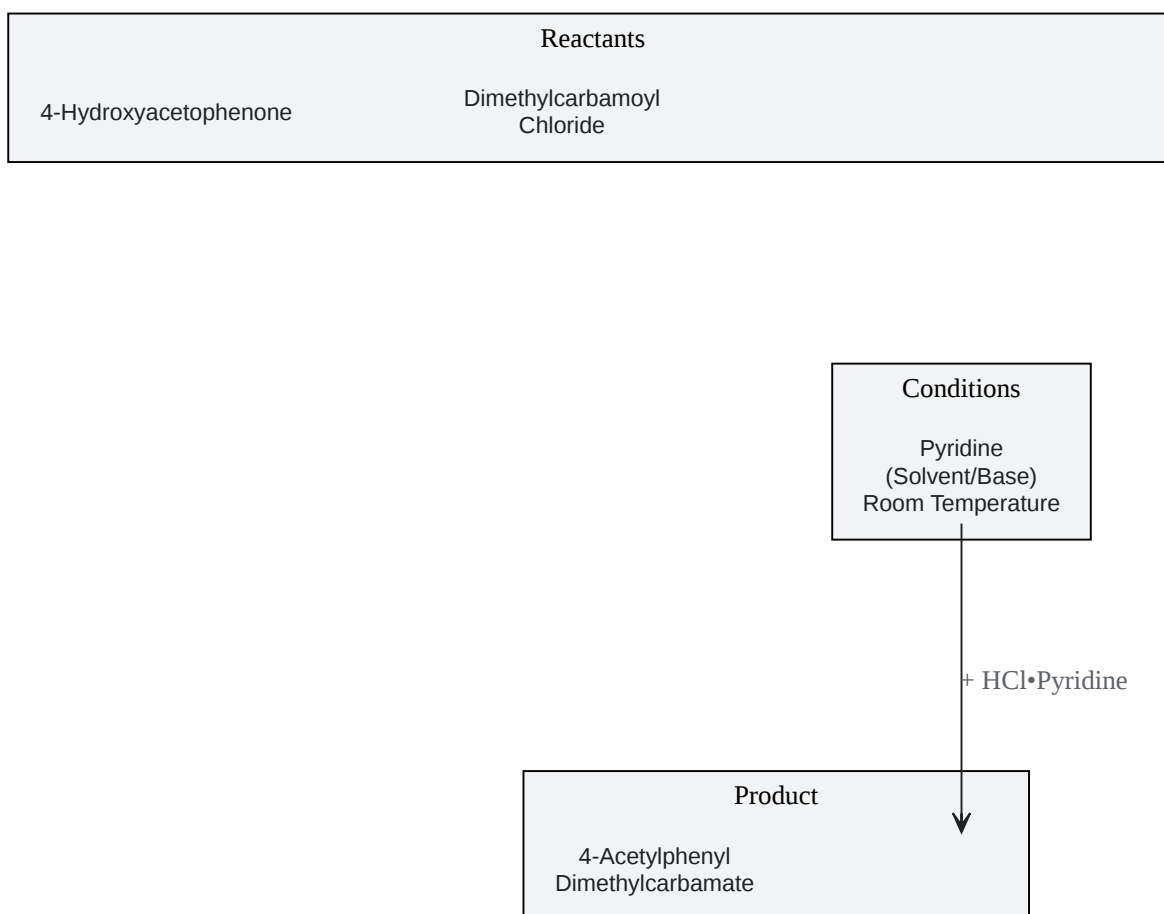 Reactants
4-Hydroxyacetophenone
Dimethylcarbamoyl
Chloride
Conditions
Pyridine
(Solvent/Base)
Room Temperature
+ HCl•Pyridine
Product
4-Acetylphenyl
Dimethylcarbamate